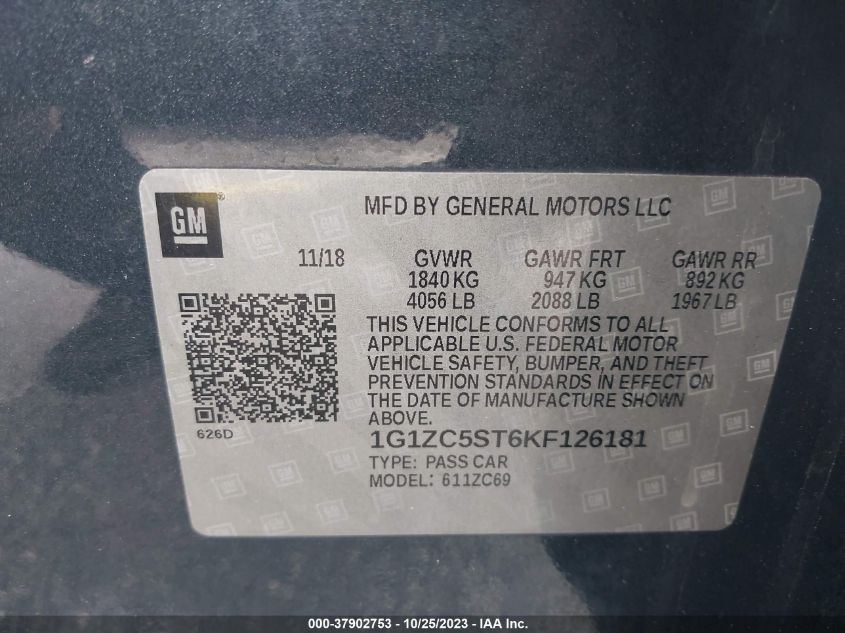 GM
MFD BY GENERAL MOTORS LLC
11/18 GVWR GAWR FRT GAWR RR
1840 KG 947 KG 892 KG
4056 LB 2088 LB 1967 LB
THIS VEHICLE CONFORMS TO ALL
APPLICABLE U.S. FEDERAL MOTOR
VEHICLE SAFETY, BUMPER, AND THEFT
PREVENTION STANDARDS IN EFFECT ON
THE DATE OF MANUFACTURE SHOWN
ABOVE.
626D
1G1ZC5ST6KF126181
TYPE: PASS CAR
MODEL: 611ZC69
000-37902753 - 10/25/2023 - IAA Inc.